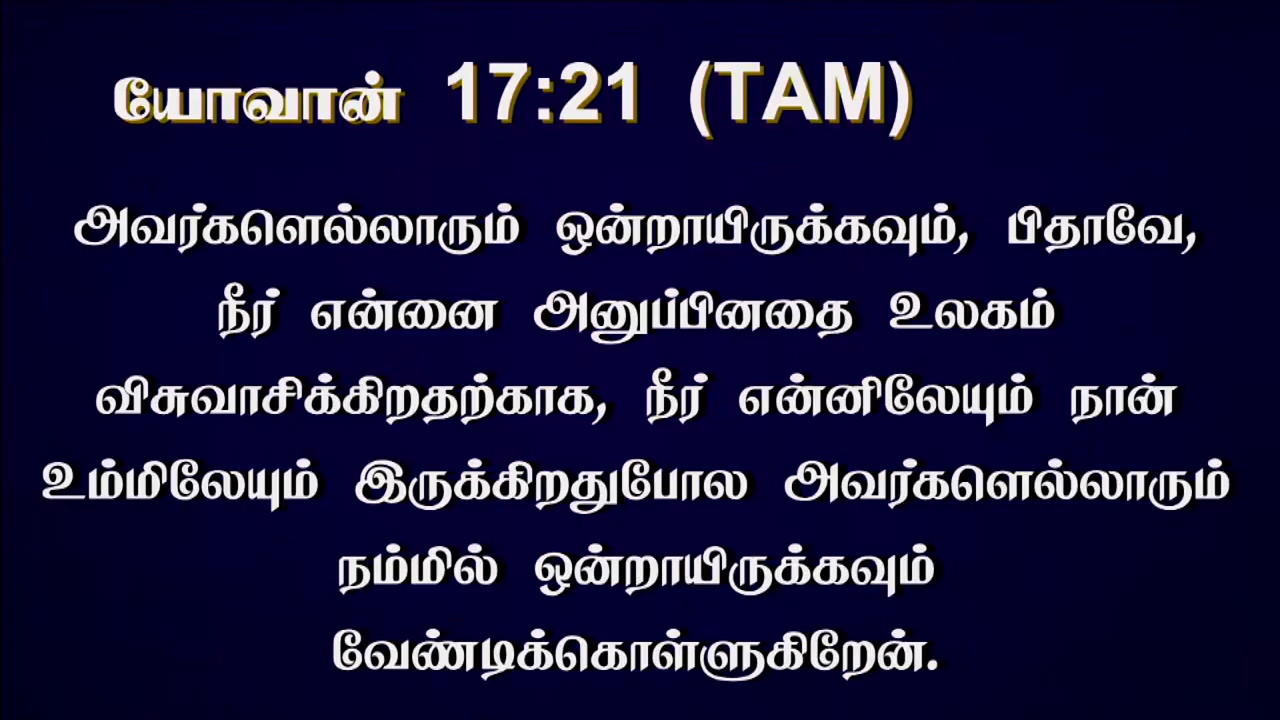 யோவான் 17:21 (TAM)
அவர்களெல்லாரும் ஒன்றாயிருக்கவும், பிதாவே,
நீர் என்னை அனுப்பினதை உலகம்
விசுவாசிக்கிறதற்காக, நீர் என்னிலேயும் நான்
உம்மிலேயும் இருக்கிறதுபோல அவர்களெல்லாரும்
நம்மில் ஒன்றாயிருக்கவும்
வேண்டிக்கொள்ளுகிறேன்.